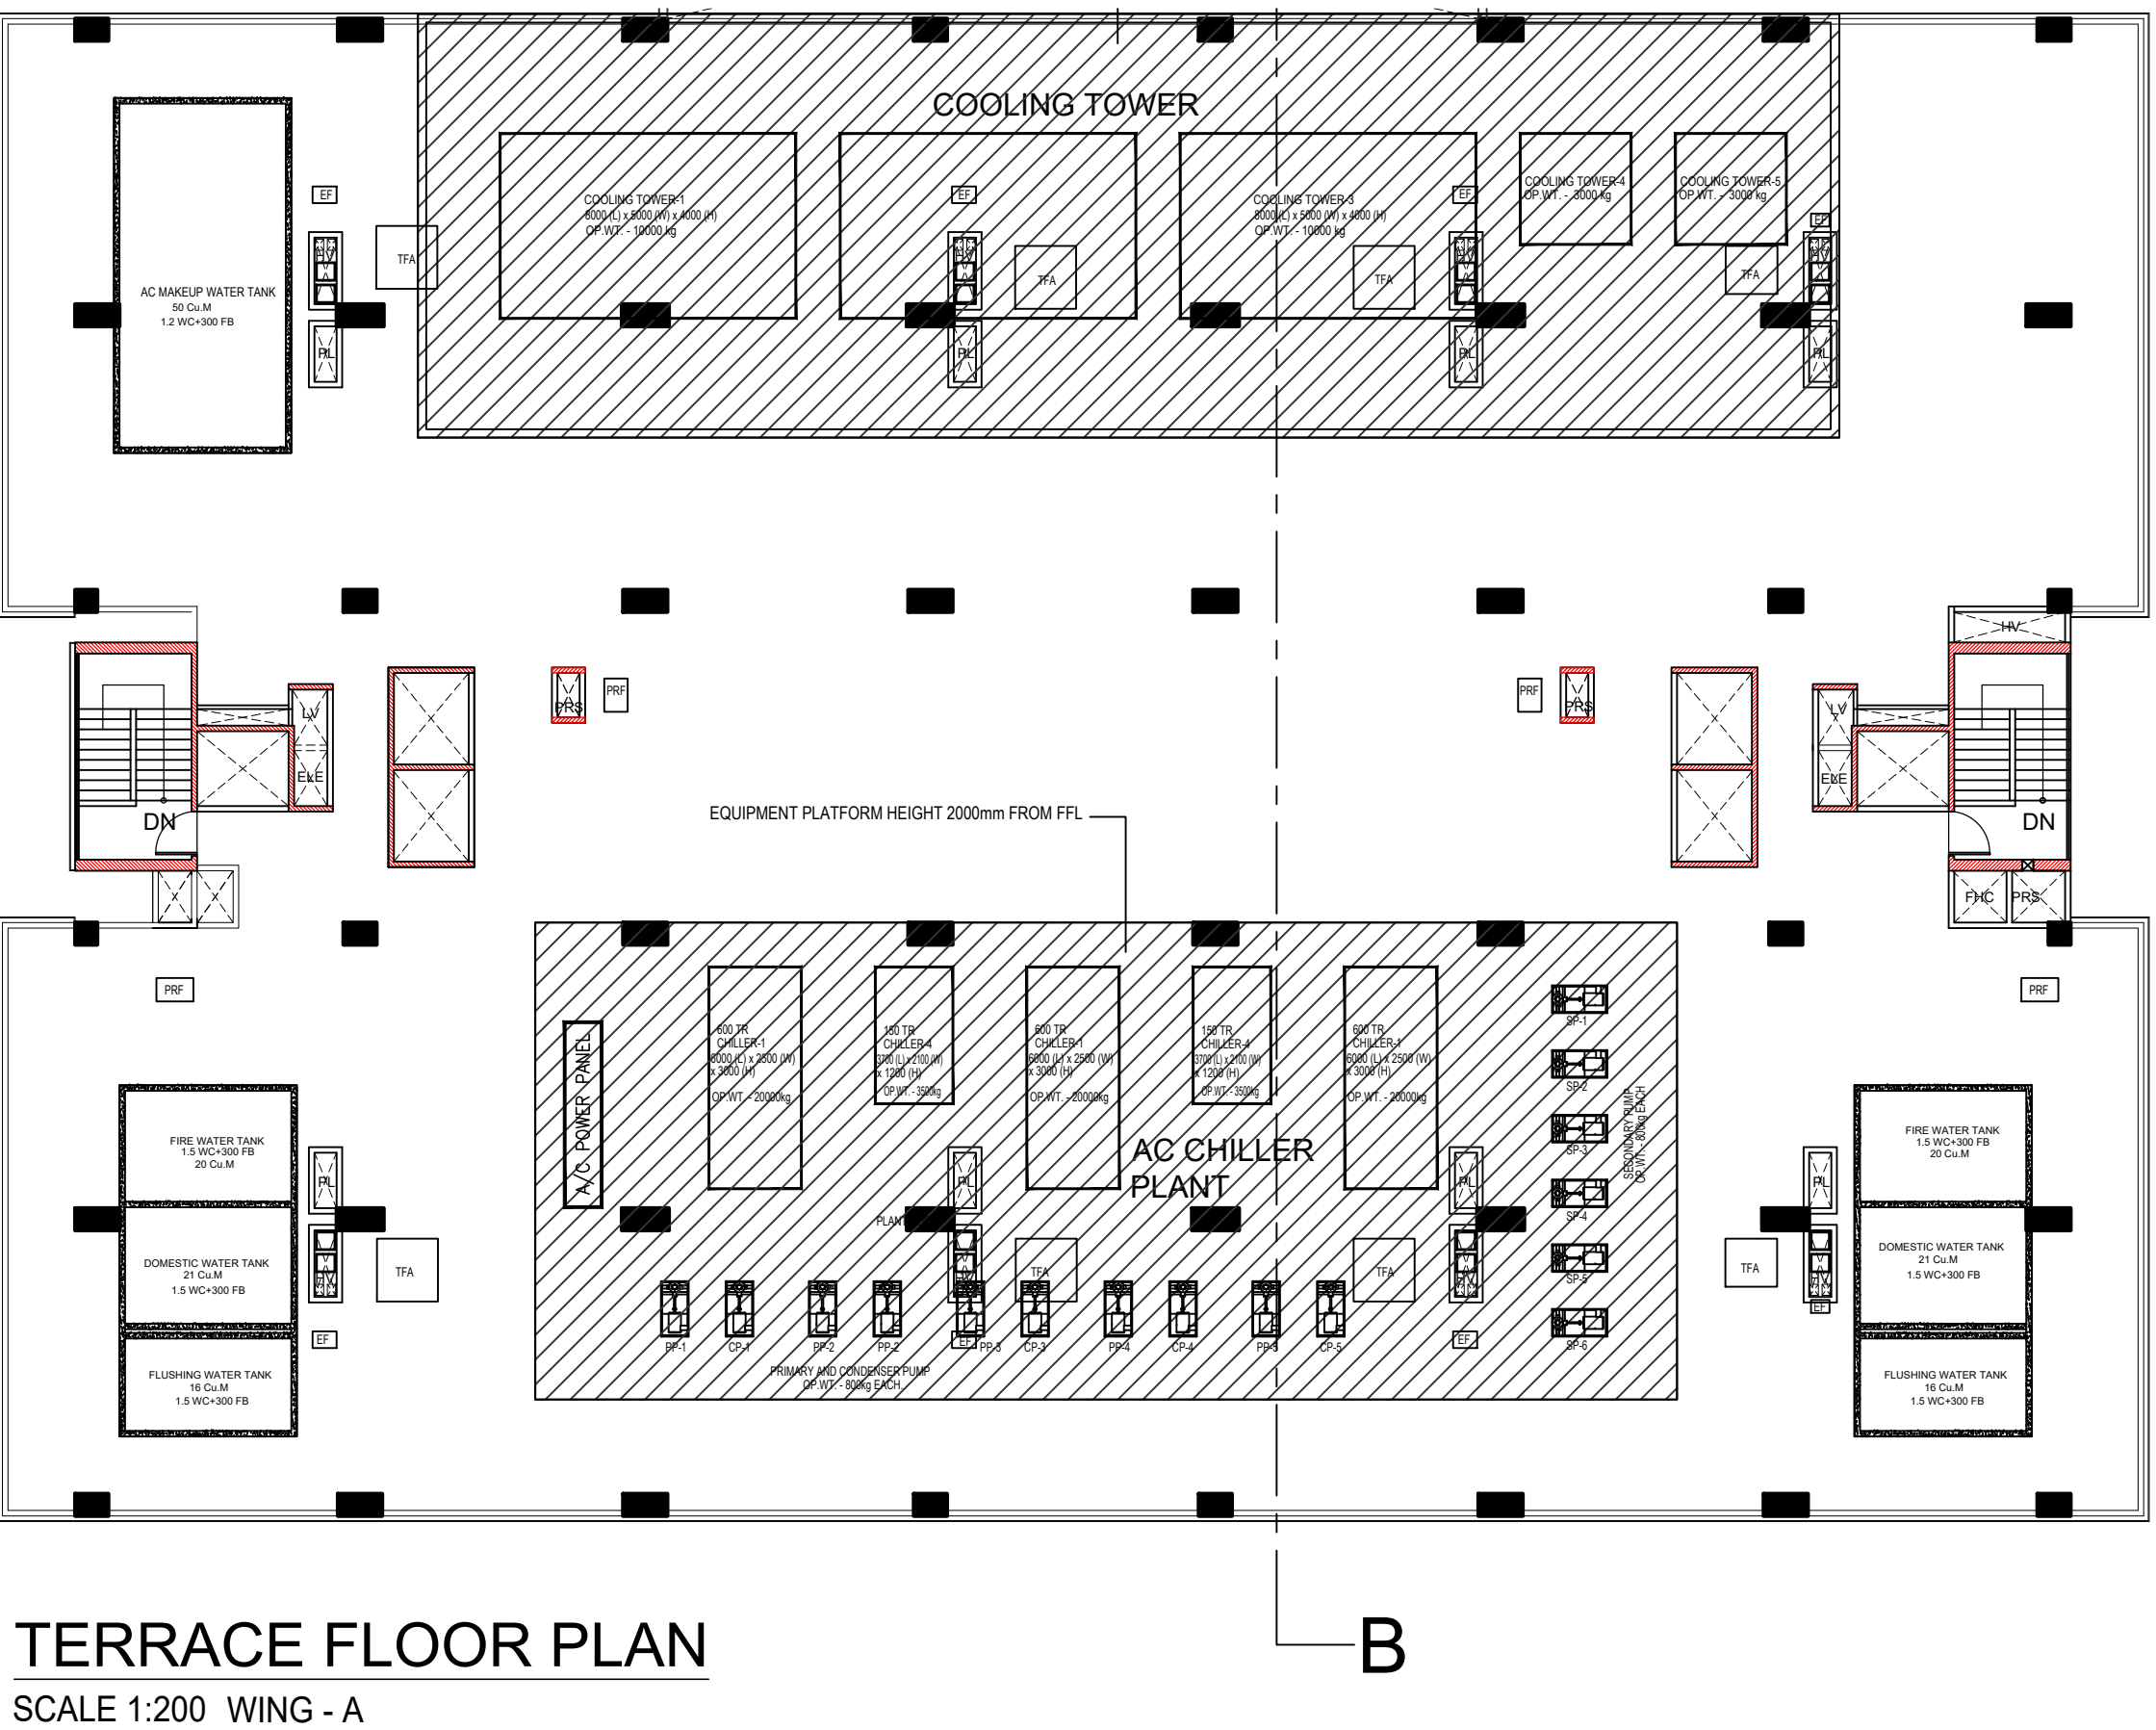 COOLING TOWER
COOLING TOWER-1
8000 (L) x 5000 (W) x 4000 (H)
OP.WT. - 10000 kg
COOLING TOWER-3
8000 (L) x 5000 (W) x 4000 (H)
OP.WT. - 10000 kg
COOLING TOWER-4
OP.WT. - 3000 kg
COOLING TOWER-5
OP.WT. - 3000 kg
EF
EF
EF
EF
TFA
TFA
TFA
TFA
AC MAKEUP WATER TANK
50 Cu.M
1.2 WC+300 FB
HV
HV
HV
HV
PL
PL
PL
PL
HV
LV
ELE
DN
PRS
PRF
PRF
PRS
LV
ELE
DN
FHC
PRS
EQUIPMENT PLATFORM HEIGHT 2000mm FROM FFL
PRF
PRF
A/C POWER PANEL
600 TR
CHILLER-1
6000 (L) x 2500 (W)
x 3000 (H)
OP.WT. - 20000kg
150 TR
CHILLER-4
3700 (L) x 2100 (W)
x 1200 (H)
OP.WT. - 3500kg
600 TR
CHILLER-1
6000 (L) x 2500 (W)
x 3000 (H)
OP.WT. - 20000kg
150 TR
CHILLER-4
3700 (L) x 2100 (W)
x 1200 (H)
OP.WT. - 3500kg
600 TR
CHILLER-1
6000 (L) x 2500 (W)
x 3000 (H)
OP.WT. - 20000kg
AC CHILLER
PLANT
SP-1
SP-2
SP-3
SP-4
SP-5
SP-6
SECONDARY PUMP
OP.WT. - 800kg EACH
FIRE WATER TANK
1.5 WC+300 FB
20 Cu.M
DOMESTIC WATER TANK
21 Cu.M
1.5 WC+300 FB
FLUSHING WATER TANK
16 Cu.M
1.5 WC+300 FB
FIRE WATER TANK
1.5 WC+300 FB
20 Cu.M
DOMESTIC WATER TANK
21 Cu.M
1.5 WC+300 FB
FLUSHING WATER TANK
16 Cu.M
1.5 WC+300 FB
PL
PL
PL
PL
PLANT
HV
HV
HV
HV
TFA
TFA
TFA
TFA
EF
EF
EF
EF
PP-1
CP-1
PP-2
PP-2
PP-3
CP-3
PP-4
CP-4
PP-5
CP-5
PRIMARY AND CONDENSER PUMP
OP.WT. - 800kg EACH.
B
TERRACE FLOOR PLAN
SCALE 1:200 WING - A